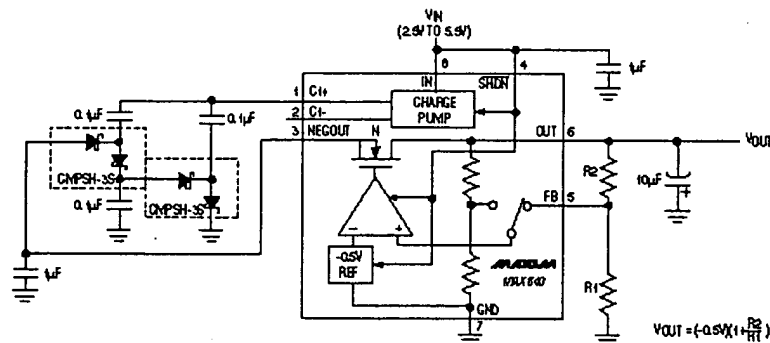 VIN
(2.5V TO 5.5V)
8
4
1µF
IN
SHDN
1 C1+
2 C1-
3 NEGOUT
CHARGE
PUMP
0.1µF
0.1µF
N
OUT 6
VOUT
CMPSH-3S
CMPSH-3S
0.1µF
R2
10µF
+
FB 5
- +
-0.5V
REF
MAXIM
R1
1µF
GND
7
VOUT = (-0.5V)(1+R2/R1)